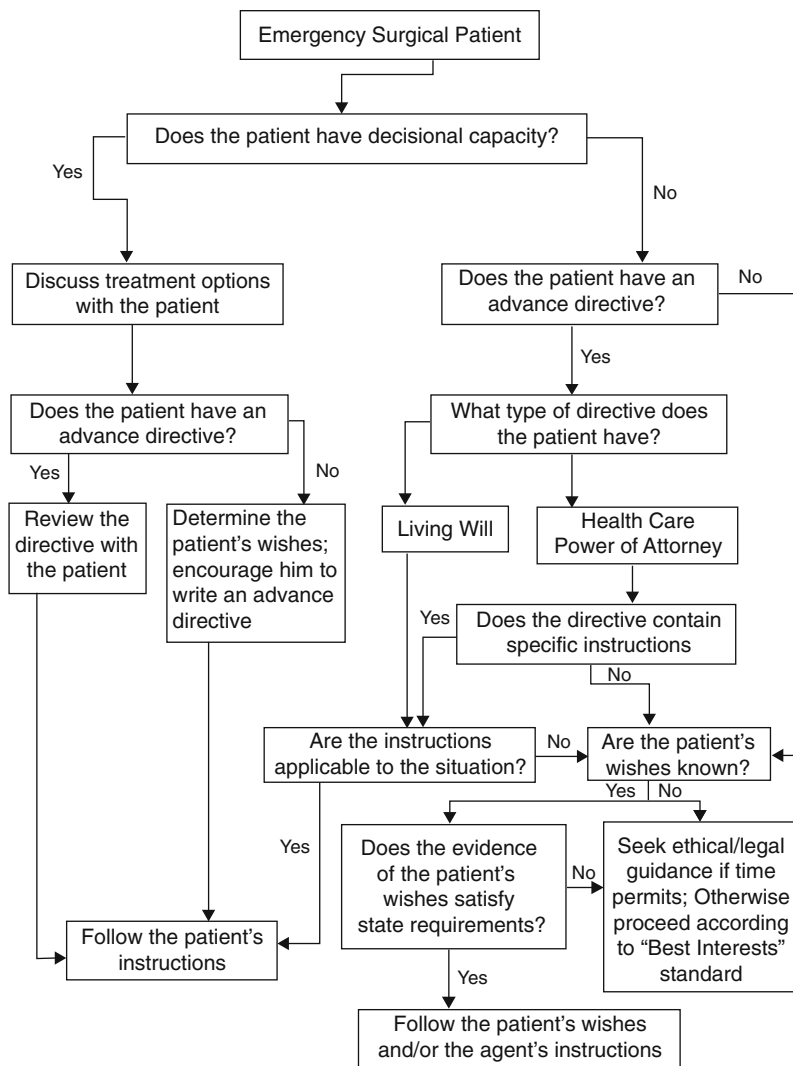 Emergency Surgical Patient
Does the patient have decisional capacity?
Yes
No
Discuss treatment options
with the patient
Does the patient have an
advance directive?
No
Yes
Does the patient have an
advance directive?
What type of directive does
the patient have?
Yes
No
Review the
directive with
the patient
Determine the
patient's wishes;
encourage him to
write an advance
directive
Living Will
Health Care
Power of Attorney
Yes
Does the directive contain
specific instructions
No
Are the instructions
applicable to the situation?
No
Are the patient's
wishes known?
Yes
No
Yes
Does the evidence
of the patient's
wishes satisfy
state requirements?
No
Seek ethical/legal
guidance if time
permits; Otherwise
proceed according
to “Best Interests”
standard
Follow the patient's
instructions
Yes
Follow the patient's wishes
and/or the agent's instructions